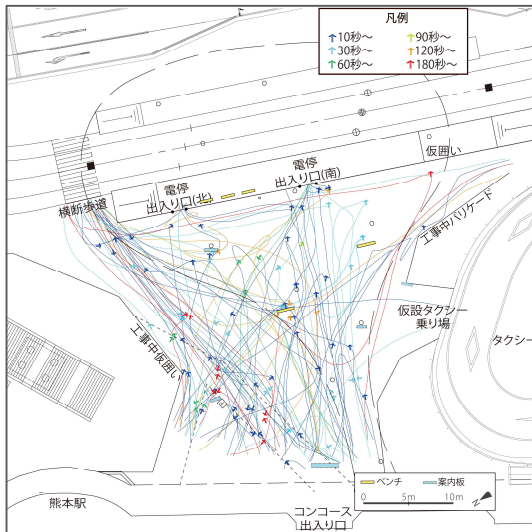 凡例
10秒～
90秒～
30秒～
120秒～
60秒～
180秒～
仮囲い
電停
出入り口(南)
電停
出入り口(北)
横断歩道
工事中バリケード
仮設タクシー
乗り場
タクシー
工事中仮囲い
ベンチ
案内板
0 5m 10m
N
熊本駅
コンコース
出入り口